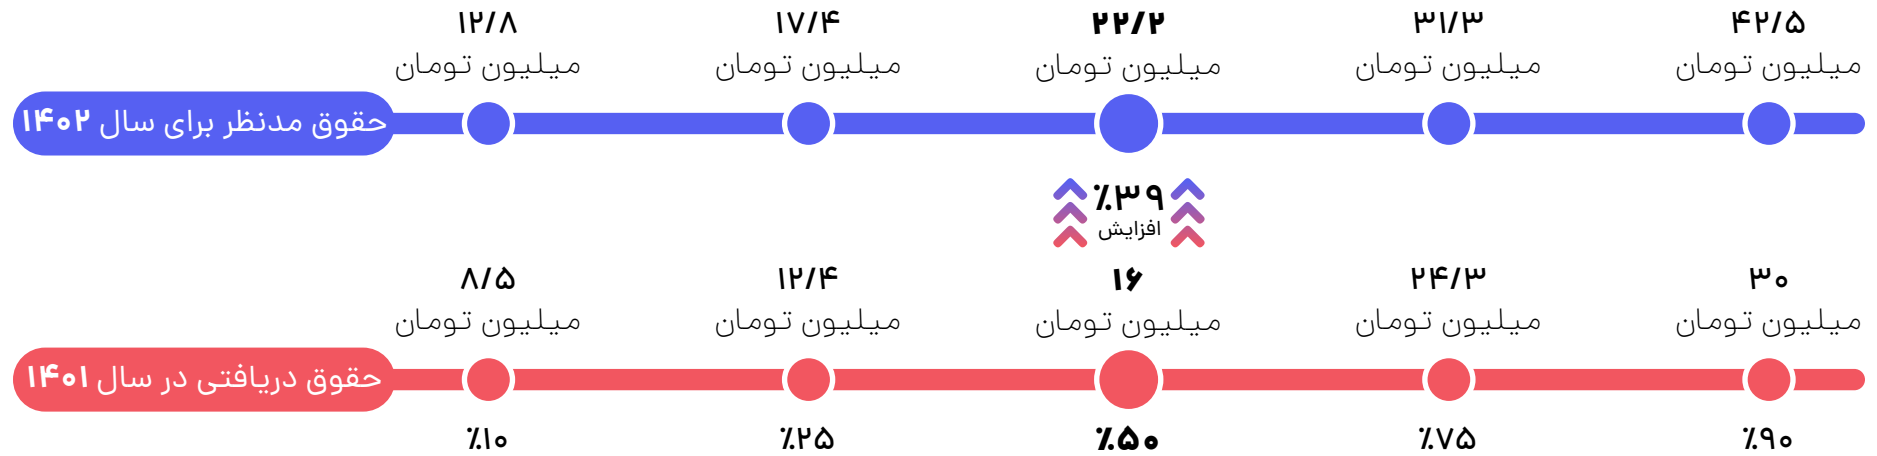 ۱۲/۸
میلیون تومان
۱۷/۴
میلیون تومان
۲۲/۲
میلیون تومان
۳۱/۳
میلیون تومان
۴۲/۵
میلیون تومان
حقوق مدنظر برای سال ۱۴۰۲
٪۳۹
افزایش
۸/۵
میلیون تومان
۱۲/۴
میلیون تومان
۱۶
میلیون تومان
۲۴/۳
میلیون تومان
۳۰
میلیون تومان
حقوق دریافتی در سال ۱۴۰۱
٪۱۰
٪۲۵
٪۵۰
٪۷۵
٪۹۰